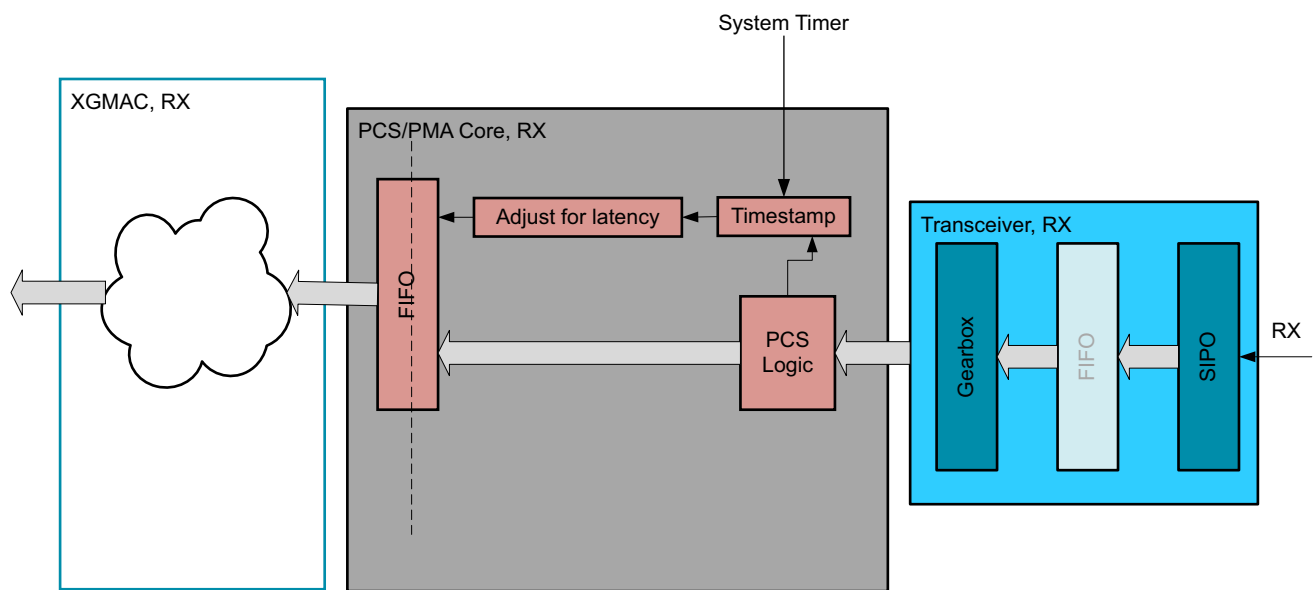 System Timer
XGMAC, RX
PCS/PMA Core, RX
FIFO
Adjust for latency
Timestamp
PCS
Logic
Transceiver, RX
Gearbox
FIFO
SIPO
RX